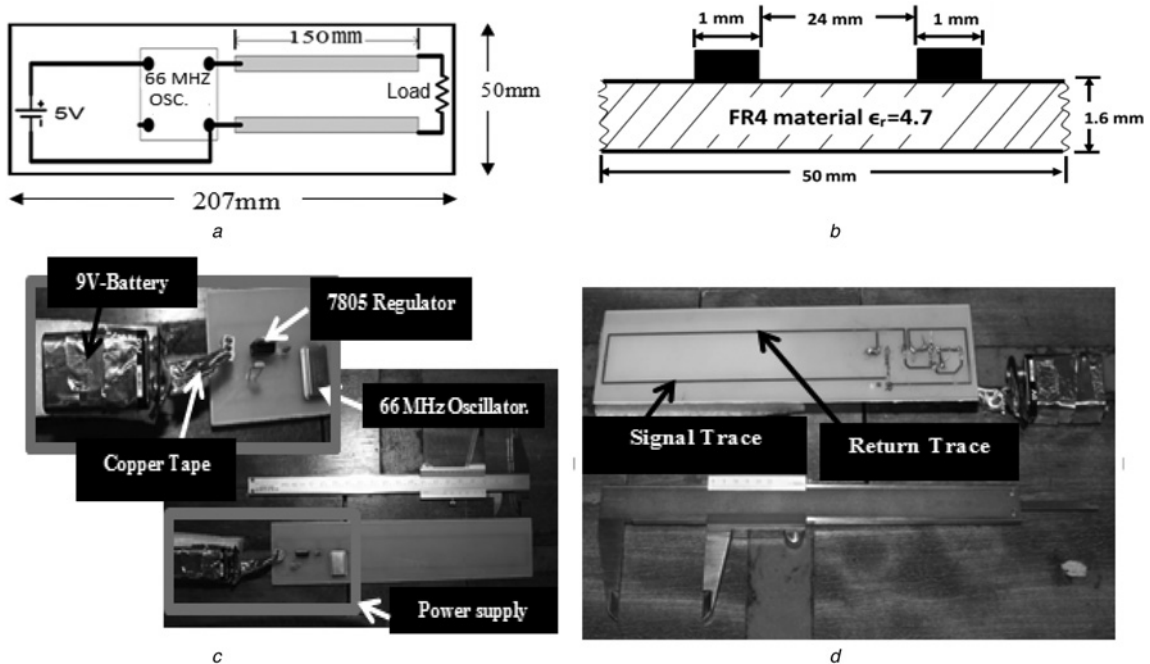 150mm
66 MHZ
OSC.
5V
Load
50mm
207mm
a
1 mm
24 mm
1 mm
FR4 material ϵr=4.7
1.6 mm
50 mm
b
9V-Battery
7805 Regulator
66 MHz Oscillator.
Copper Tape
Power supply
c
Signal Trace
Return Trace
d